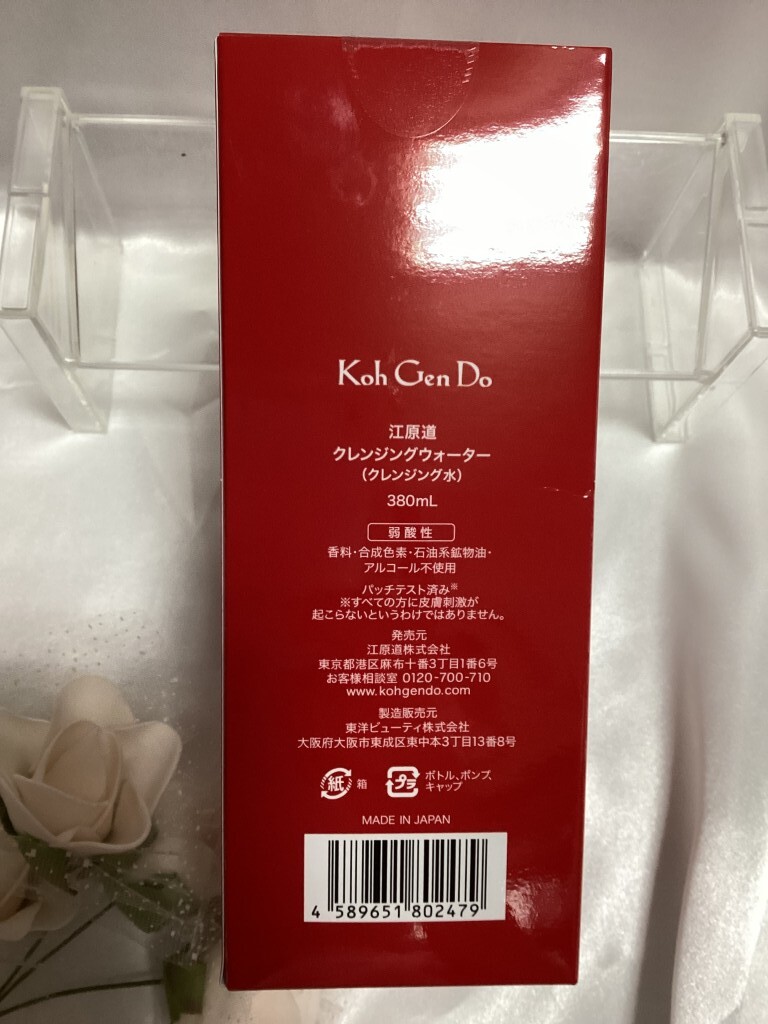 Koh Gen Do
江原道
クレンジングウォーター
（クレンジング水）
380mL
弱酸性
香料・合成色素・石油系鉱物油・
アルコール不使用
パッチテスト済み※
※すべての方に皮膚刺激が
起こらないというわけではありません。
発売元
江原道株式会社
東京都港区麻布十番3丁目1番6号
お客様相談室 0120-700-710
www.kohgendo.com
製造販売元
東洋ビューティ株式会社
大阪府大阪市東成区東中本3丁目13番8号
紙 箱
プラ ボトル、ポンプ、
キャップ
MADE IN JAPAN
4 589651 802479